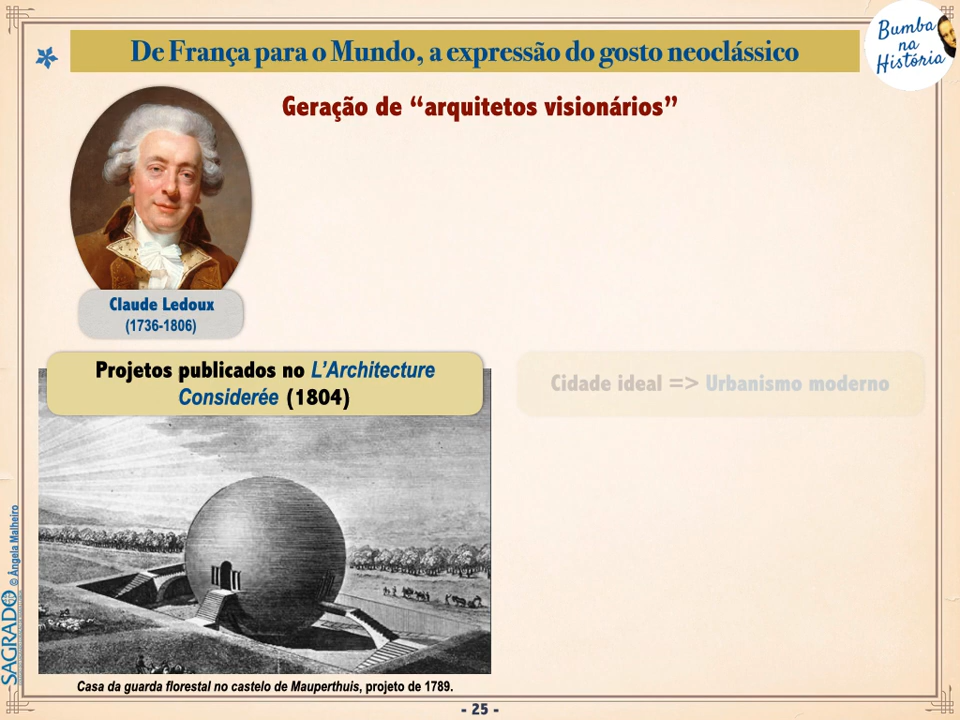 De França para o Mundo, a expressão do gosto neoclássico
Bumba
na
História
Geração de “arquitetos visionários”
Claude Ledoux
(1736-1806)
Projetos publicados no L’Architecture
Considerée (1804)
Cidade ideal => Urbanismo moderno
SAGRADO © Ângela Malheiro
Casa da guarda florestal no castelo de Mauperthuis, projeto de 1789.
- 25 -